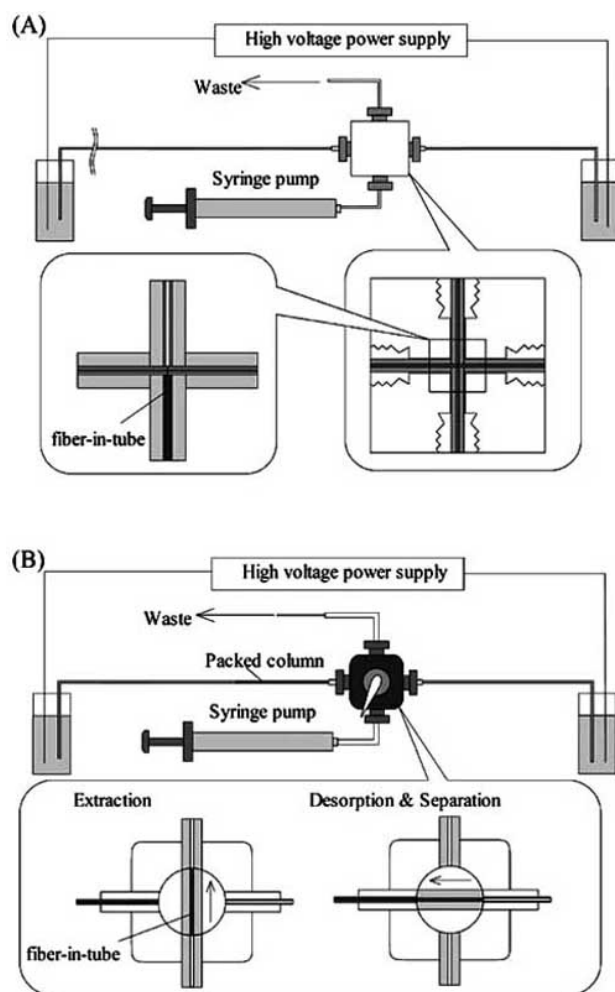 (A)
High voltage power supply
Waste
Syringe pump
fiber-in-tube
(B)
High voltage power supply
Waste
Packed column
Syringe pump
Extraction
Desorption & Separation
fiber-in-tube